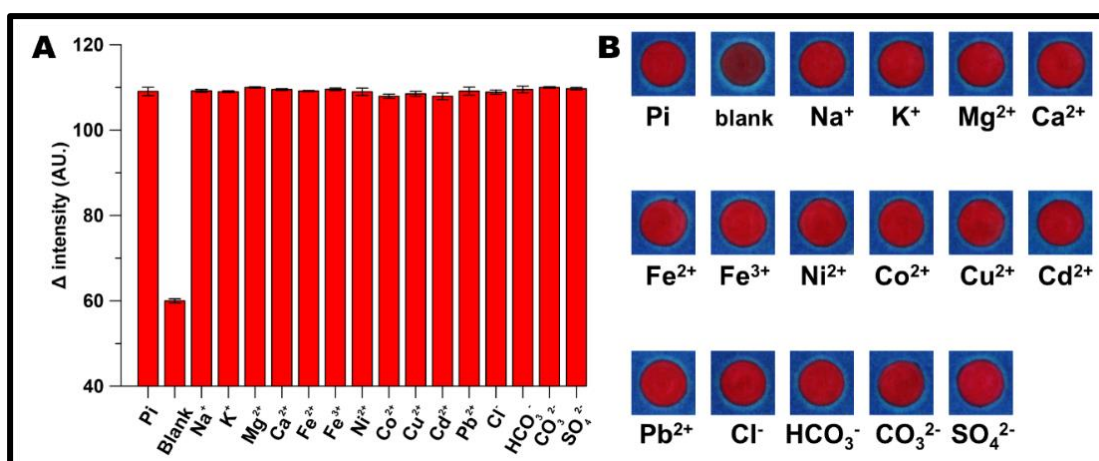 A
B
120
100
80
60
40
Δ intensity (AU.)
Pi
Blank
Na⁺
K⁺
Mg²⁺
Ca²⁺
Fe²⁺
Fe³⁺
Ni²⁺
Co²⁺
Cu²⁺
Cd²⁺
Pb²⁺
Cl⁻
HCO₃⁻
CO₃²⁻
SO₄²⁻
Pi blank Na⁺ K⁺ Mg²⁺ Ca²⁺
Fe²⁺ Fe³⁺ Ni²⁺ Co²⁺ Cu²⁺ Cd²⁺
Pb²⁺ Cl⁻ HCO₃⁻ CO₃²⁻ SO₄²⁻